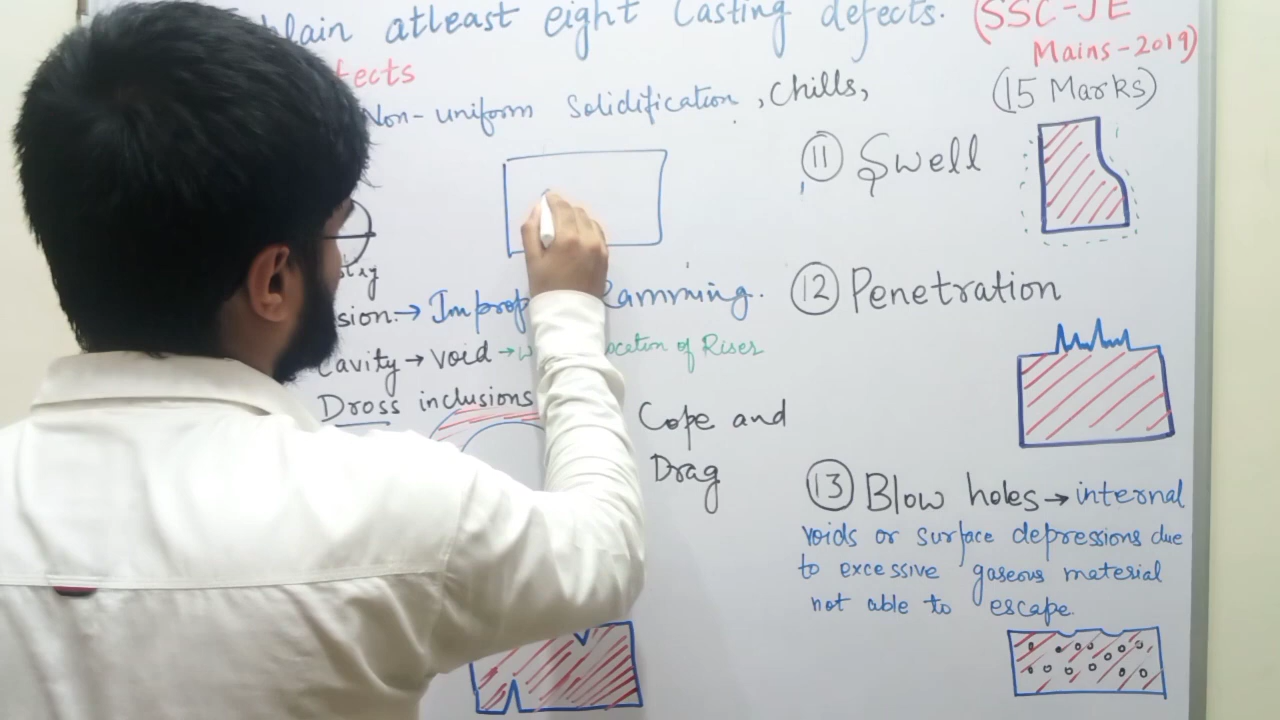 atleast eight Casting defects. (SSC-JE
Mains-2019)
(15 Marks)
Non-uniform Solidification, Chills,
Ramming.
Cavity → Void →
Rises
Dross inclusions
Cope and
Drag
11 Swell
12 Penetration
13 Blow holes → internal
voids or surface depressions due
to excessive gaseous material
not able to escape.